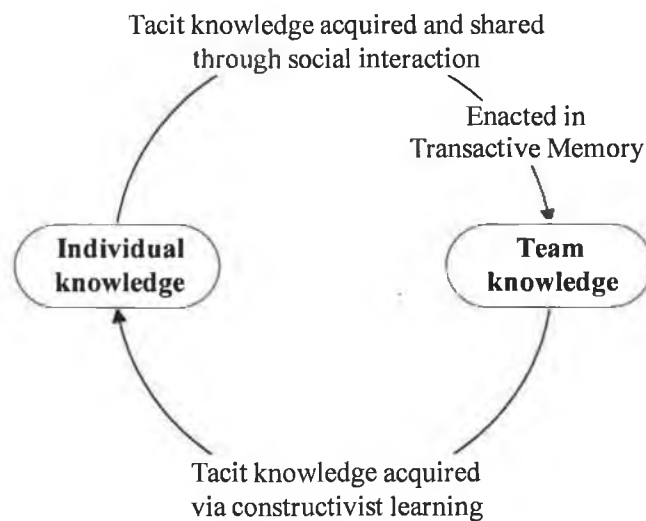 Tacit knowledge acquired and shared
through social interaction
Enacted in
Transactive Memory
Individual
knowledge
Team
knowledge
Tacit knowledge acquired
via constructivist learning